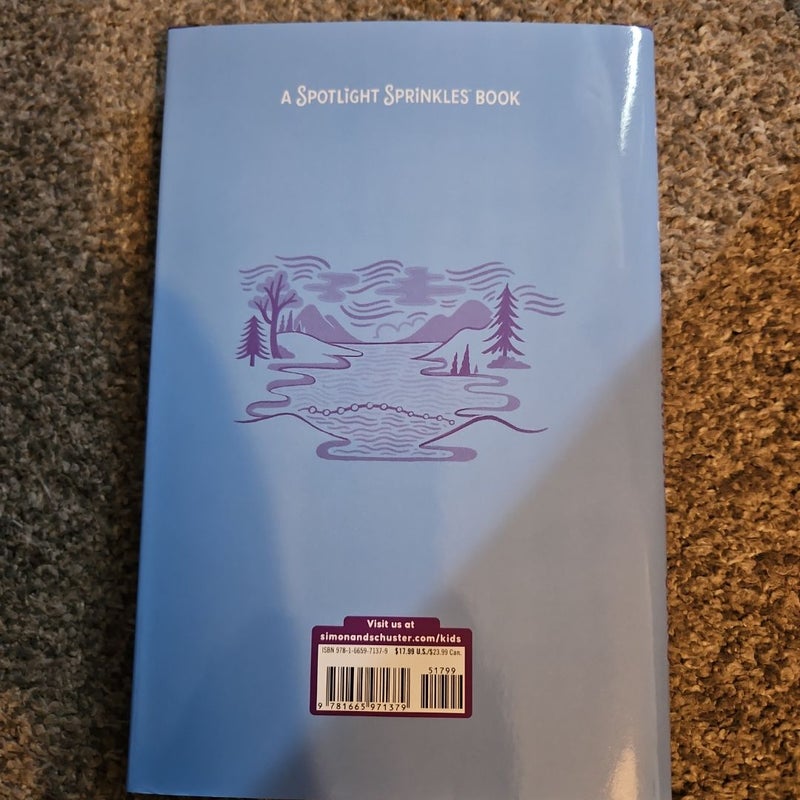 A SPOTLiGHT SPRiNKLES™ BOOK
Visit us at
simonandschuster.com/kids
ISBN 978-1-6659-7137-9 $17.99 U.S./$23.99 Can.
51799
9 781665 971379